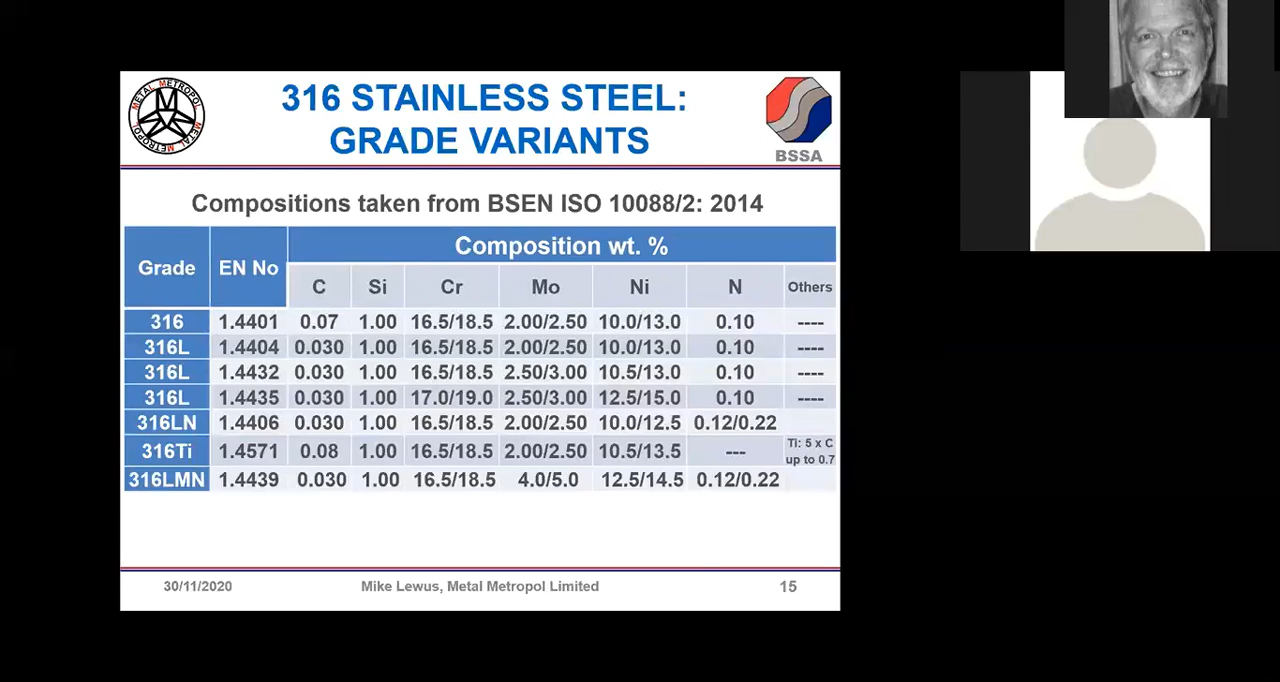 METAL METROPOL METAL METROPOL
316 STAINLESS STEEL:
GRADE VARIANTS
BSSA
Compositions taken from BSEN ISO 10088/2: 2014
Grade EN No Composition wt. %
C Si Cr Mo Ni N Others
316 1.4401 0.07 1.00 16.5/18.5 2.00/2.50 10.0/13.0 0.10 ----
316L 1.4404 0.030 1.00 16.5/18.5 2.00/2.50 10.0/13.0 0.10 ----
316L 1.4432 0.030 1.00 16.5/18.5 2.50/3.00 10.5/13.0 0.10 ----
316L 1.4435 0.030 1.00 17.0/19.0 2.50/3.00 12.5/15.0 0.10 ----
316LN 1.4406 0.030 1.00 16.5/18.5 2.00/2.50 10.0/12.5 0.12/0.22
316Ti 1.4571 0.08 1.00 16.5/18.5 2.00/2.50 10.5/13.5 --- Ti: 5 x C
up to 0.7
316LMN 1.4439 0.030 1.00 16.5/18.5 4.0/5.0 12.5/14.5 0.12/0.22
30/11/2020 Mike Lewus, Metal Metropol Limited 15